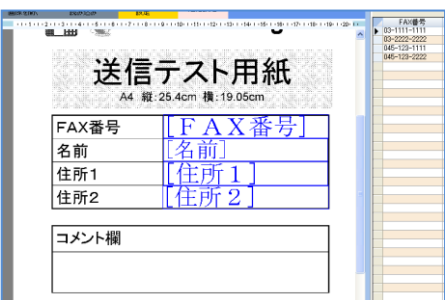 送信テスト用紙
A4 縦:25.4cm 横:19.05cm
FAX番号 [ＦＡＸ番号]
名前 [名前]
住所1 [住所１]
住所2 [住所２]
コメント欄
FAX番号
03-1111-1111
03-2222-2222
045-123-1111
045-123-2222